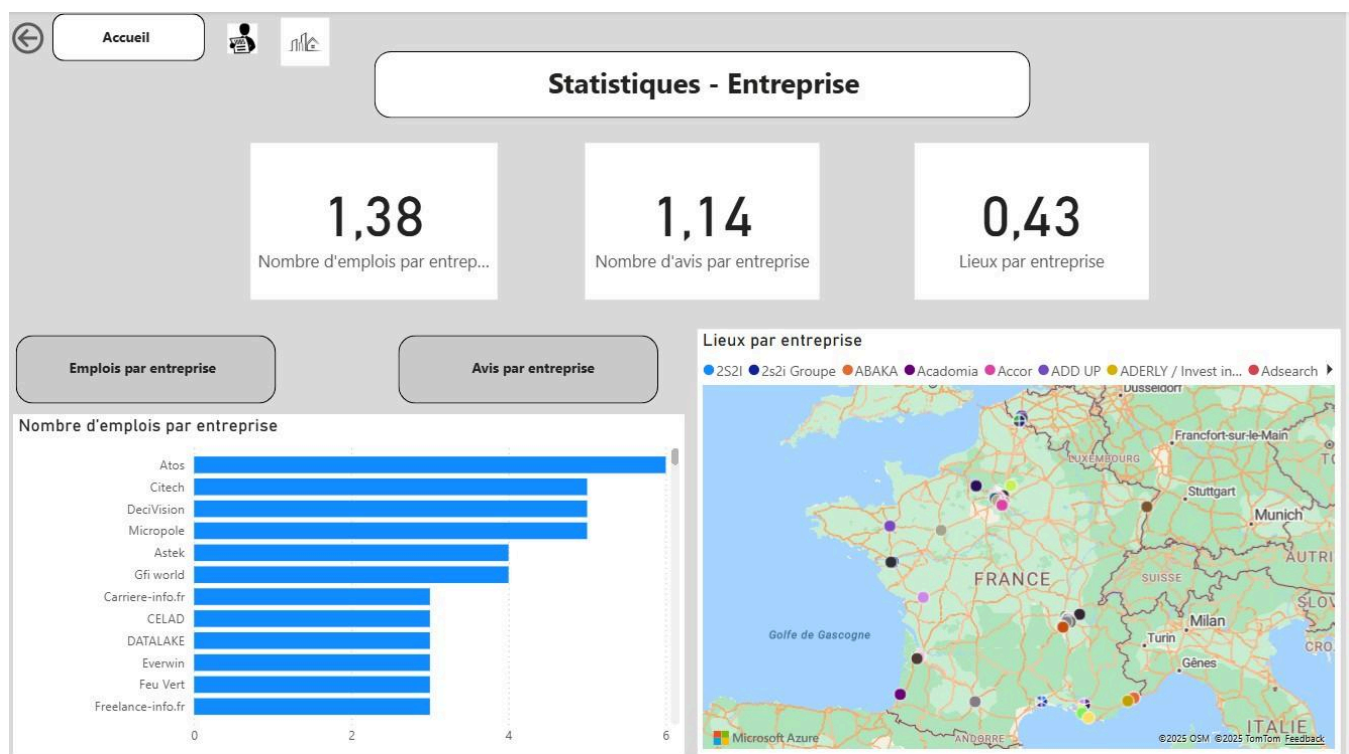 Accueil
Statistiques - Entreprise
1,38
Nombre d'emplois par entrep...
1,14
Nombre d'avis par entreprise
0,43
Lieux par entreprise
Emplois par entreprise
Avis par entreprise
Nombre d'emplois par entreprise
Atos
Citech
DeciVision
Micropole
Astek
Gfi world
Carriere-info.fr
CELAD
DATALAKE
Everwin
Feu Vert
Freelance-info.fr
0 2 4 6
Lieux par entreprise
2S2I 2s2i Groupe ABAKA Acadomia Accor ADD UP ADERLY / Invest in... Adsearch
Dusseldorf
Francfort-sur-le-Main
LUXEMBOURG
Stuttgart
Munich
AUTRI
FRANCE
SUISSE
SLOV
Milan
Turin
CRO
Golfe de Gascogne
Gênes
ITALIE
ANDORRE
Microsoft Azure
©2025 OSM ©2025 TomTom Feedback